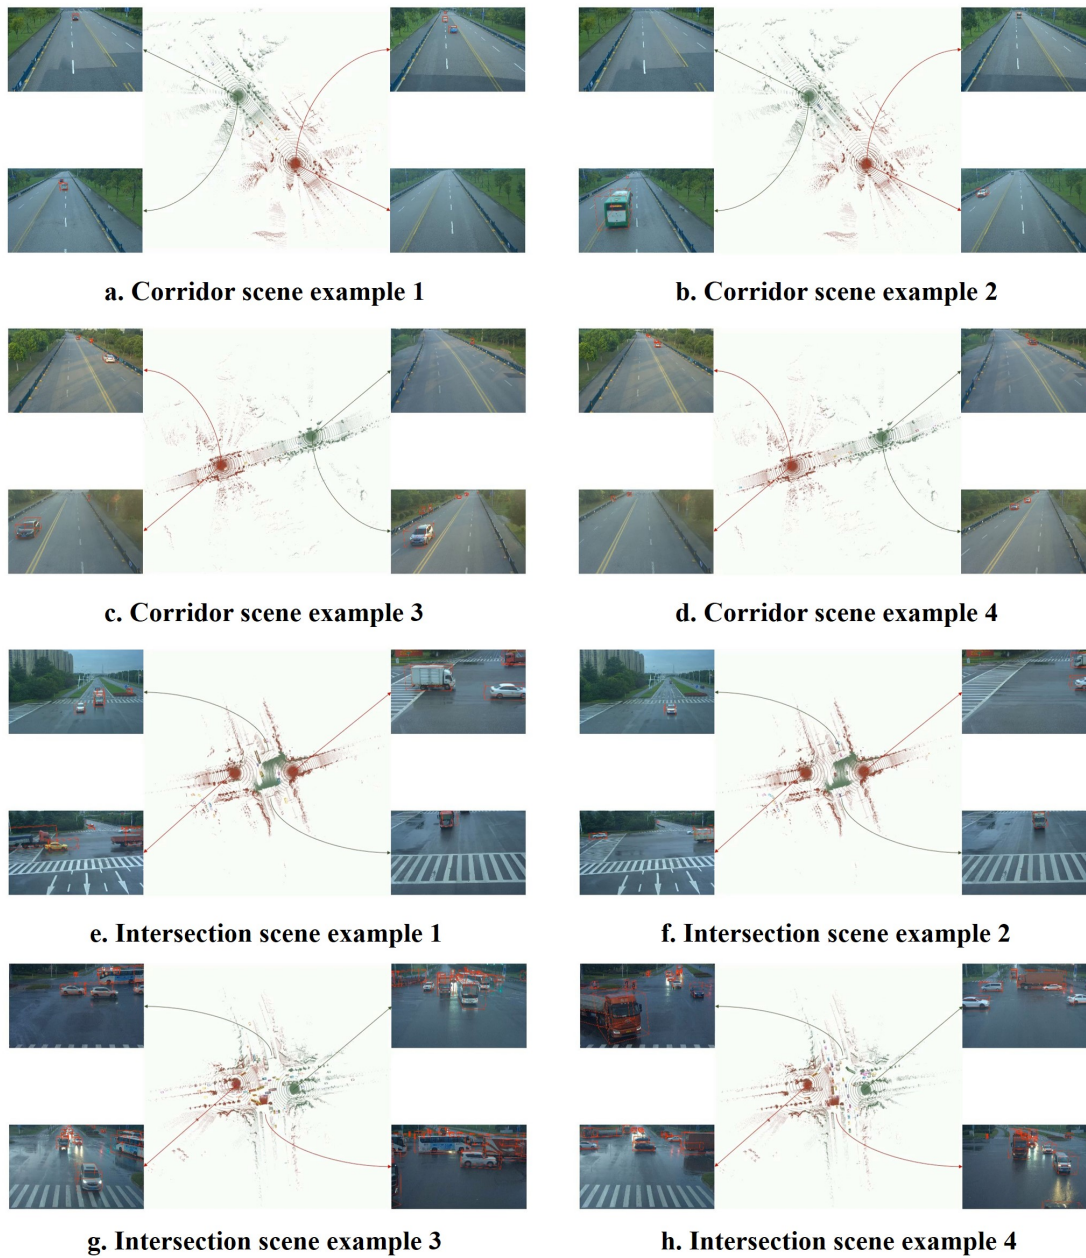 a. Corridor scene example 1
b. Corridor scene example 2
c. Corridor scene example 3
d. Corridor scene example 4
e. Intersection scene example 1
f. Intersection scene example 2
g. Intersection scene example 3
h. Intersection scene example 4